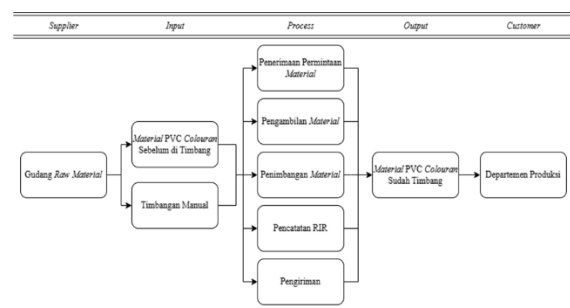 Supplier Input Process Output Customer
Penerimaan Permintaan
Material
Material PVC Colouran
Sebelum di Timbang
Pengambilan Material
Gudang Raw Material
Penimbangan Material
Material PVC Colouran
Sudah Timbang
Departemen Produksi
Timbangan Manual
Pencatatan RIR
Pengiriman